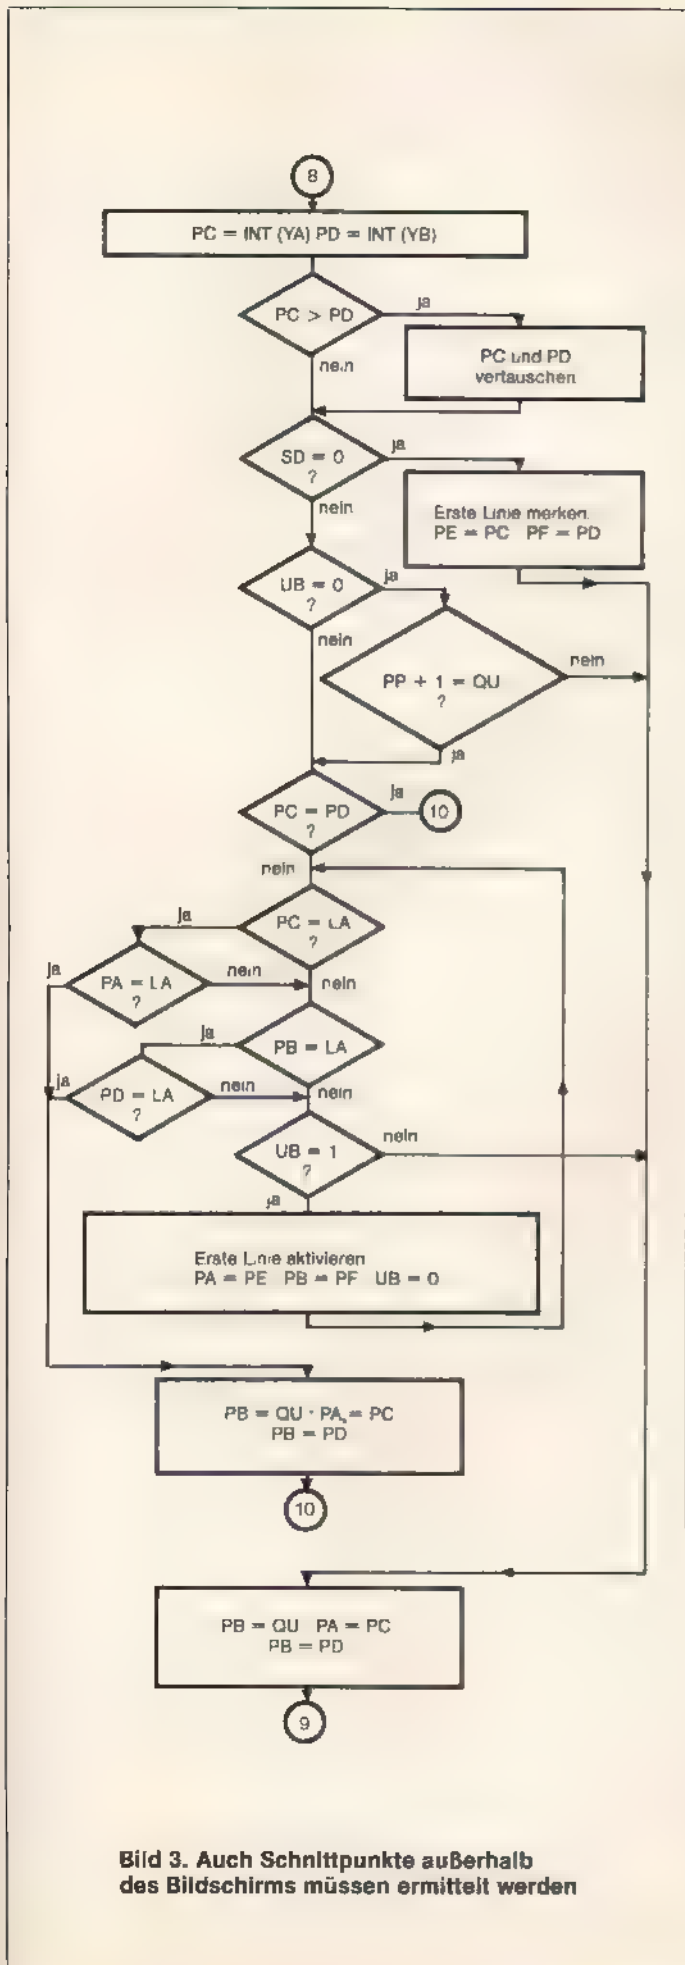 8
PC = INT (YA) PD = INT (YB)
PC > PD
ja
nein
PC und PD
vertauschen
SD = 0
?
ja
nein
Erste Linie merken
PE = PC PF = PD
UB = 0
?
ja
nein
PP + 1 = QU
?
nein
ja
PC = PD
?
ja
10
nein
PC = LA
?
ja
nein
PA = LA
?
ja
nein
PB = LA
ja
nein
PD = LA
?
ja
nein
UB = 1
?
nein
ja
Erste Linie aktivieren
PA = PE PB = PF UB = 0
PB = QU · PA = PC
PB = PD
10
PB = QU PA = PC
PB = PD
9
Bild 3. Auch Schnittpunkte außerhalb
des Bildschirms müssen ermittelt werden